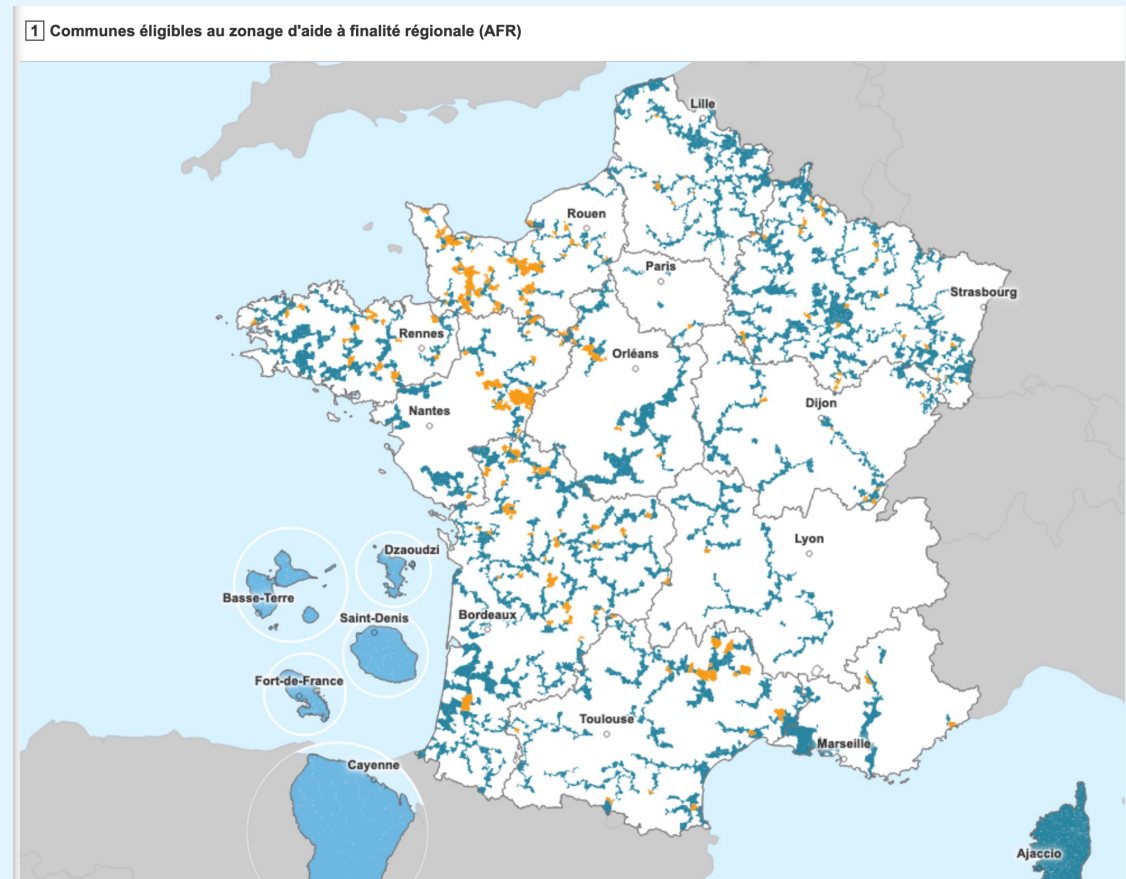 1 Communes éligibles au zonage d'aide à finalité régionale (AFR)
Lille
Rouen
Paris
Strasbourg
Rennes
Orléans
Dijon
Nantes
Lyon
Dzaoudzi
Basse-Terre
Saint-Denis
Bordeaux
Fort-de-France
Toulouse
Marseille
Cayenne
Ajaccio